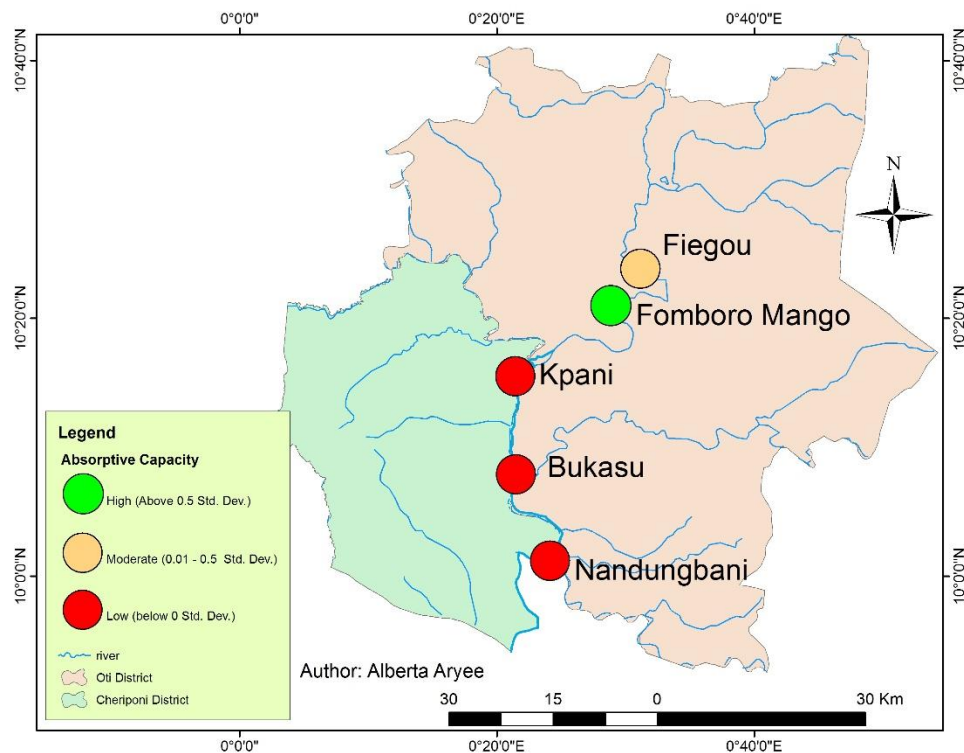 0°0'0" 0°20'0"E 0°40'0"E
10°40'0"N 10°40'0"N
N
Fiegou
10°20'0"N Fomboro Mango 10°20'0"N
Kpani
Legend
Absorptive Capacity
High (Above 0.5 Std. Dev.)
Moderate (0.01 - 0.5 Std. Dev.)
Low (below 0 Std. Dev.)
river
Oti District
Cheriponi District
Bukasu
10°0'0"N Nandungbani 10°0'0"N
Author: Alberta Aryee
30 15 0 30 Km
0°0'0" 0°20'0"E 0°40'0"E